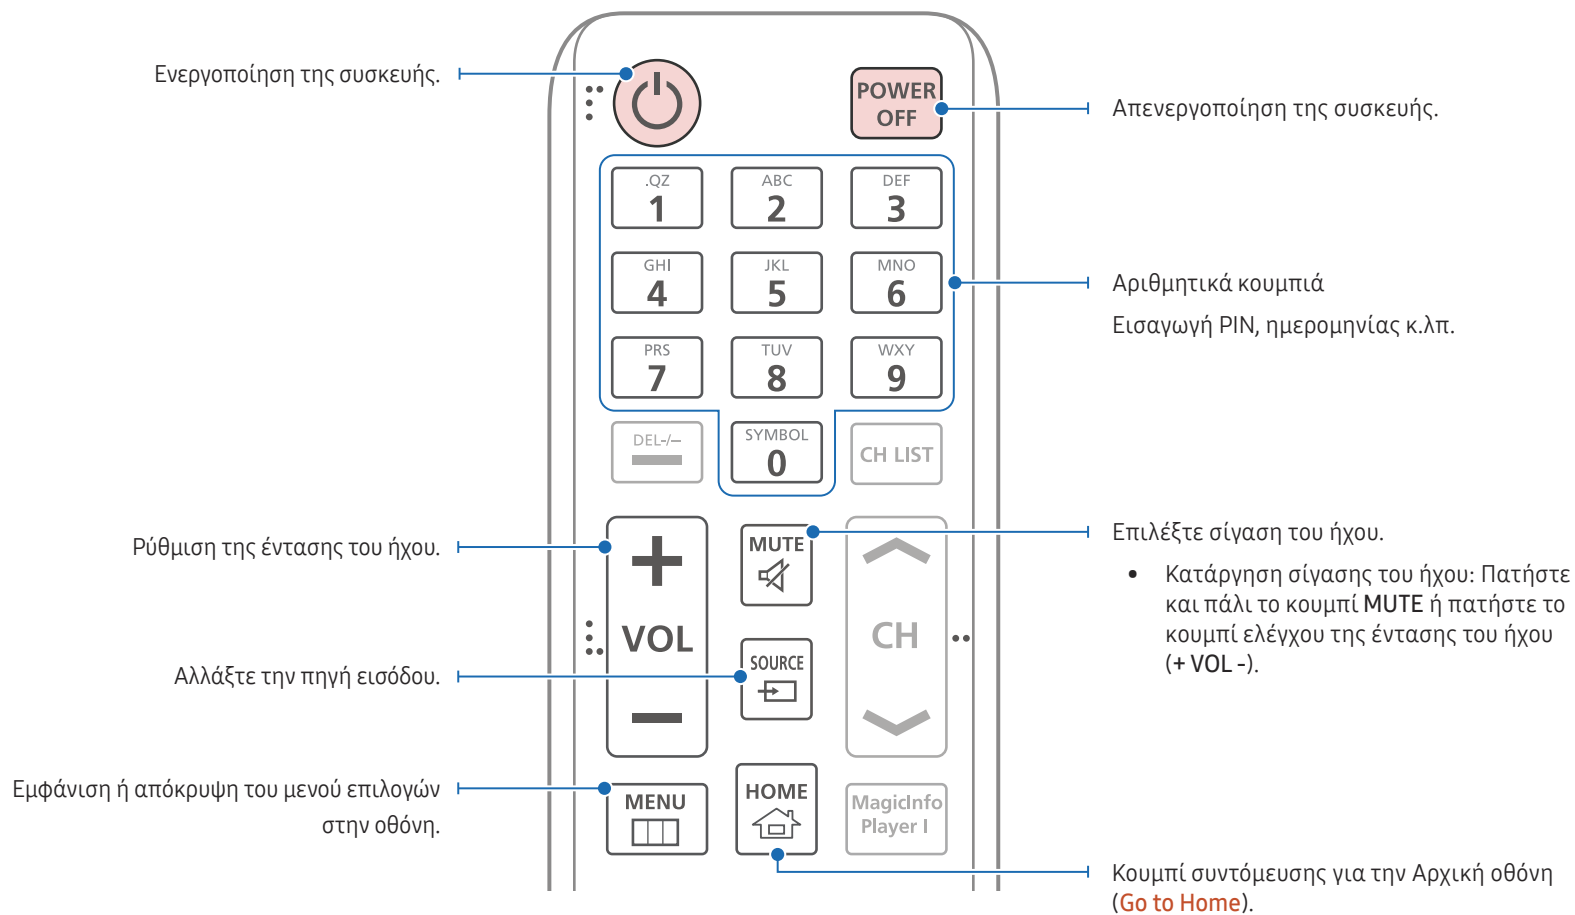 Ενεργοποίηση της συσκευής.
POWER
OFF
Απενεργοποίηση της συσκευής.
.QZ
1
ABC
2
DEF
3
GHI
4
JKL
5
MNO
6
Αριθμητικά κουμπιά
Εισαγωγή PIN, ημερομηνίας κ.λπ.
PRS
7
TUV
8
WXY
9
DEL-/–
SYMBOL
0
CH LIST
Ρύθμιση της έντασης του ήχου.
VOL
MUTE
CH
Επιλέξτε σίγαση του ήχου.
• Κατάργηση σίγασης του ήχου: Πατήστε
και πάλι το κουμπί MUTE ή πατήστε το
κουμπί ελέγχου της έντασης του ήχου
(+ VOL -).
Αλλάξτε την πηγή εισόδου.
SOURCE
Εμφάνιση ή απόκρυψη του μενού επιλογών
στην οθόνη.
MENU
HOME
MagicInfo
Player I
Κουμπί συντόμευσης για την Αρχική οθόνη
(Go to Home).